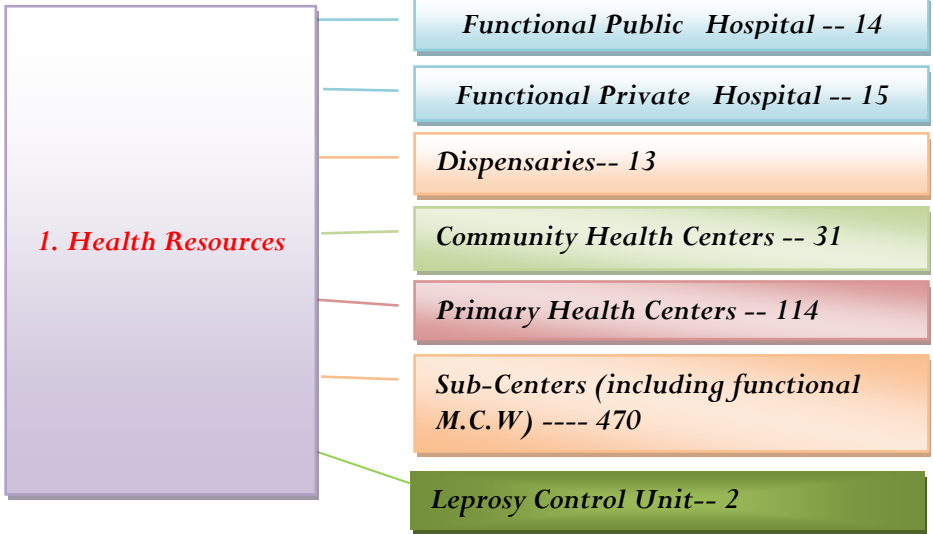 1. Health Resources
Functional Public Hospital -- 14
Functional Private Hospital -- 15
Dispensaries-- 13
Community Health Centers -- 31
Primary Health Centers -- 114
Sub-Centers (including functional
M.C.W) ---- 470
Leprosy Control Unit-- 2